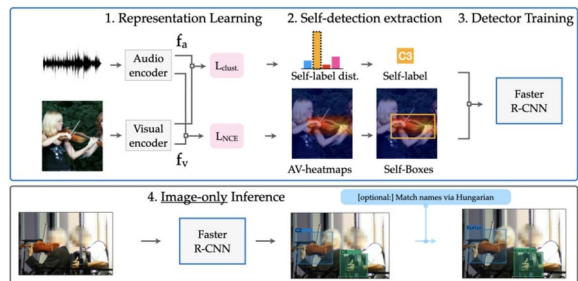 1. Representation Learning
2. Self-detection extraction
3. Detector Training
Audio
encoder
fa
Lclust.
Self-label dist.
C3
Self-label
Visual
encoder
fv
LNCE
AV-heatmaps
Self-Boxes
Faster
R-CNN
4. Image-only Inference
[optional:] Match names via Hungarian
Faster
R-CNN